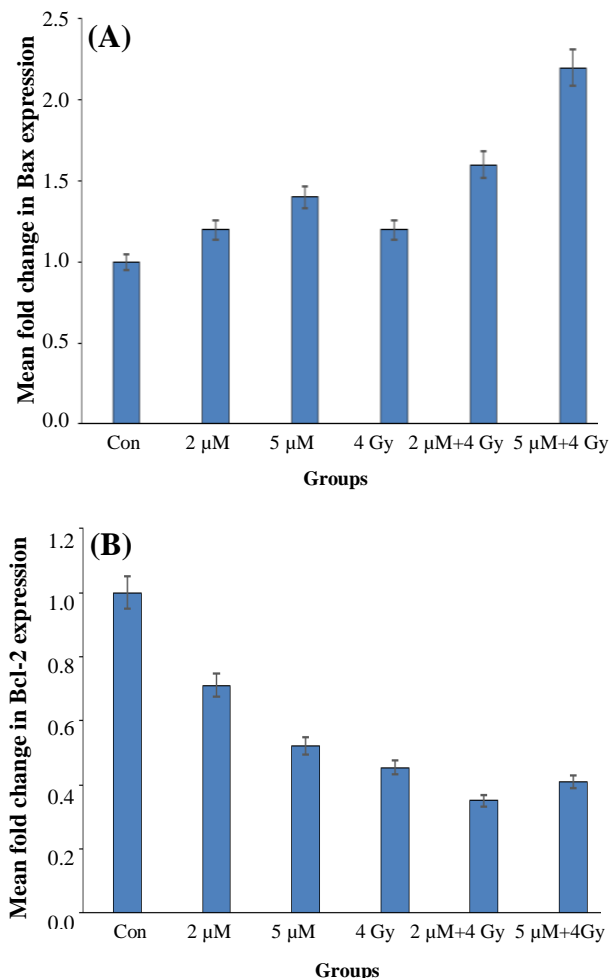 (A)
Mean fold change in Bax expression
2.5
2.0
1.5
1.0
0.5
0.0
Con 2 μM 5 μM 4 Gy 2 μM+4 Gy 5 μM+4 Gy
Groups
(B)
Mean fold change in Bcl-2 expression
1.2
1.0
0.8
0.6
0.4
0.2
0.0
Con 2 μM 5 μM 4 Gy 2 μM+4 Gy 5 μM+4Gy
Groups